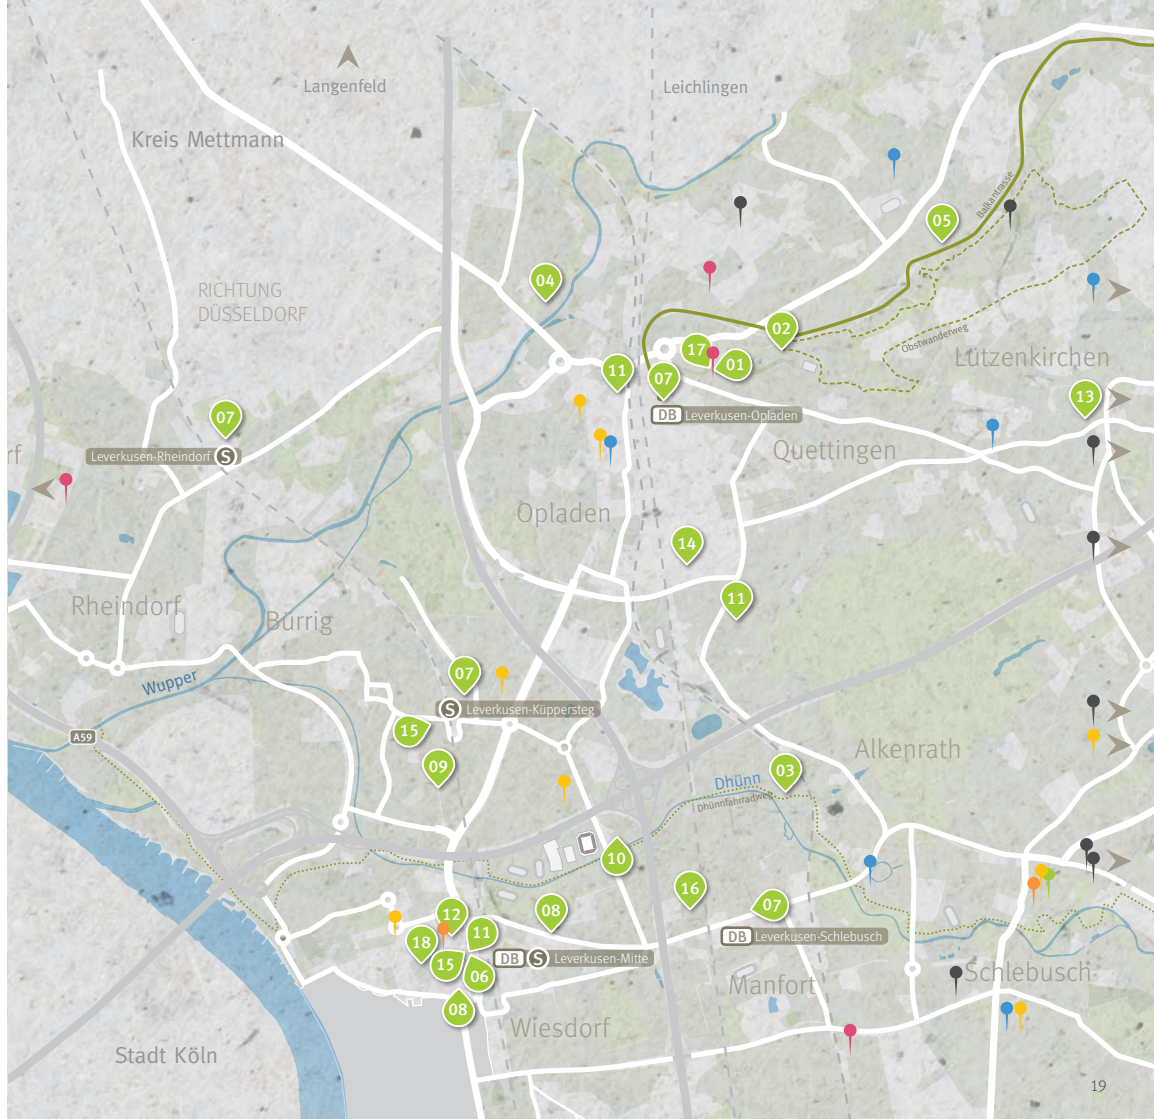 Langenfeld
Leichlingen
Kreis Mettmann
Balkantrasse
05
04
RICHTUNG
DÜSSELDORF
02
Obstwanderweg
Lützenkirchen
17
01
11
07
13
07
DB Leverkusen-Opladen
Leverkusen-Rheindorf S
rf
Quettingen
Opladen
14
11
Rheindorf
Bürrig
07
Wupper
S Leverkusen-Küppersteg
15
A59
Alkenrath
09
03
Dhünn
Dhünnfahrradweg
10
16
08
07
12
11
18
DB Leverkusen-Schlebusch
DB S Leverkusen-Mitte
15
06
Schlebusch
Manfort
08
Wiesdorf
Stadt Köln
19